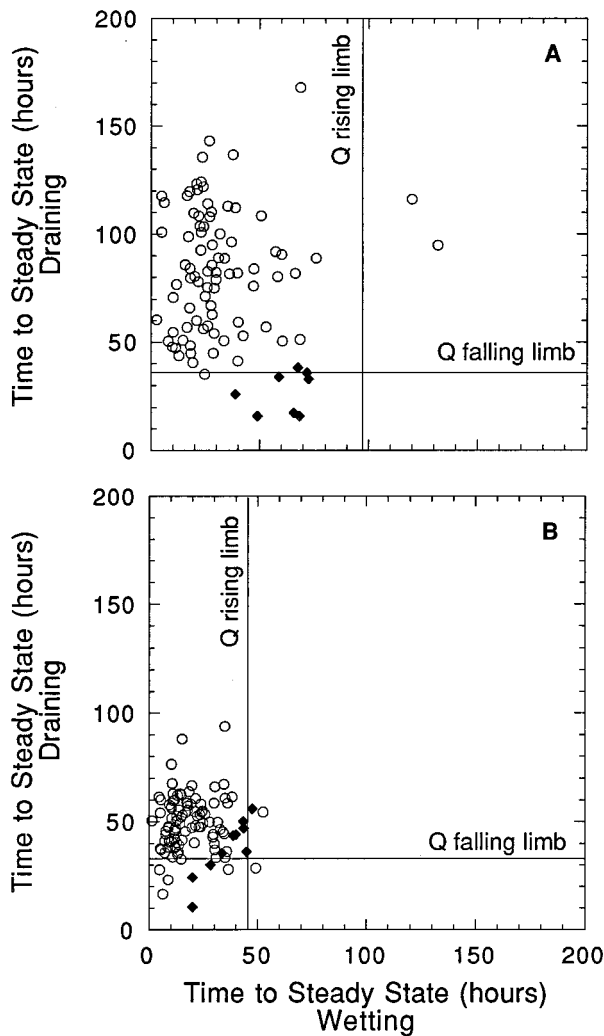 A
Time to Steady State (hours)
Draining
200
150
100
50
0
Q rising limb
Q falling limb
B
Time to Steady State (hours)
Draining
200
150
100
50
0
Q rising limb
Q falling limb
0 50 100 150 200
Time to Steady State (hours)
Wetting